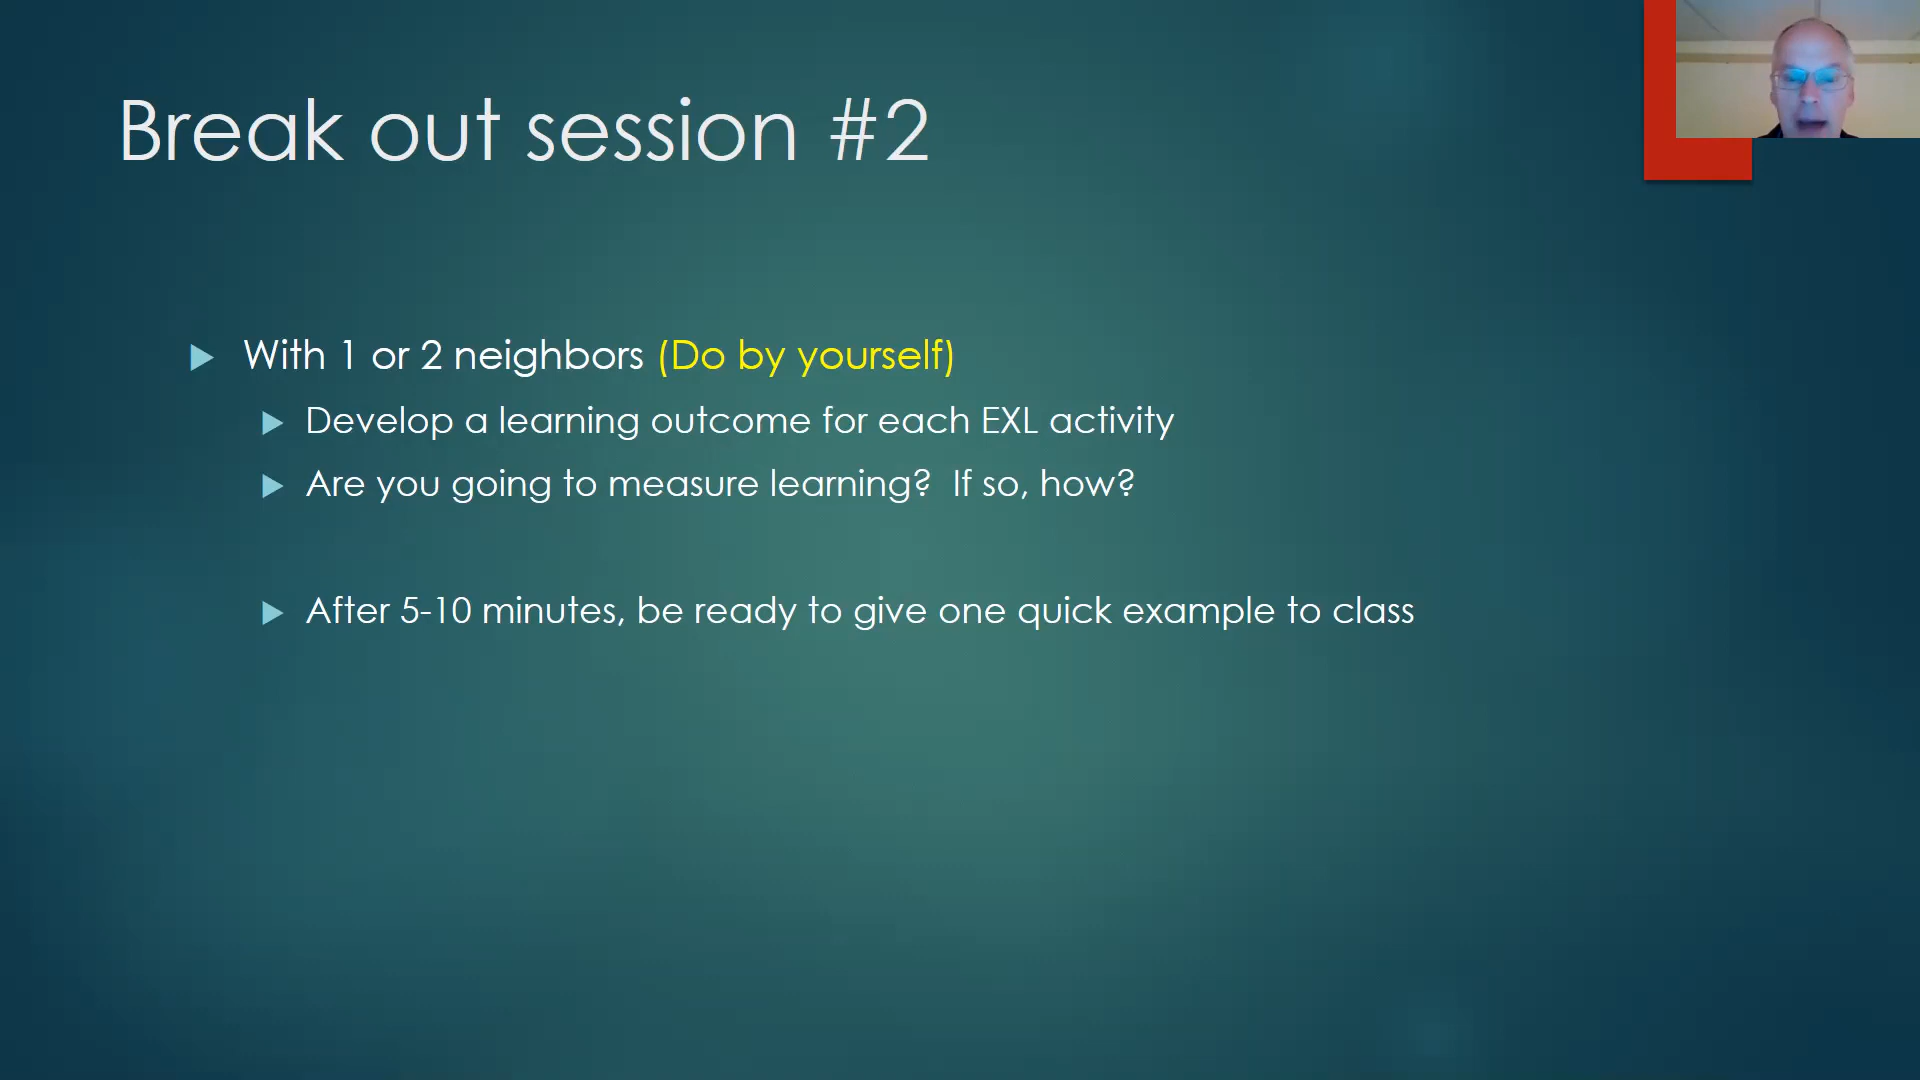 Break out session #2
With 1 or 2 neighbors (Do by yourself)
Develop a learning outcome for each EXL activity
Are you going to measure learning?  If so, how?
After 5-10 minutes, be ready to give one quick example to class